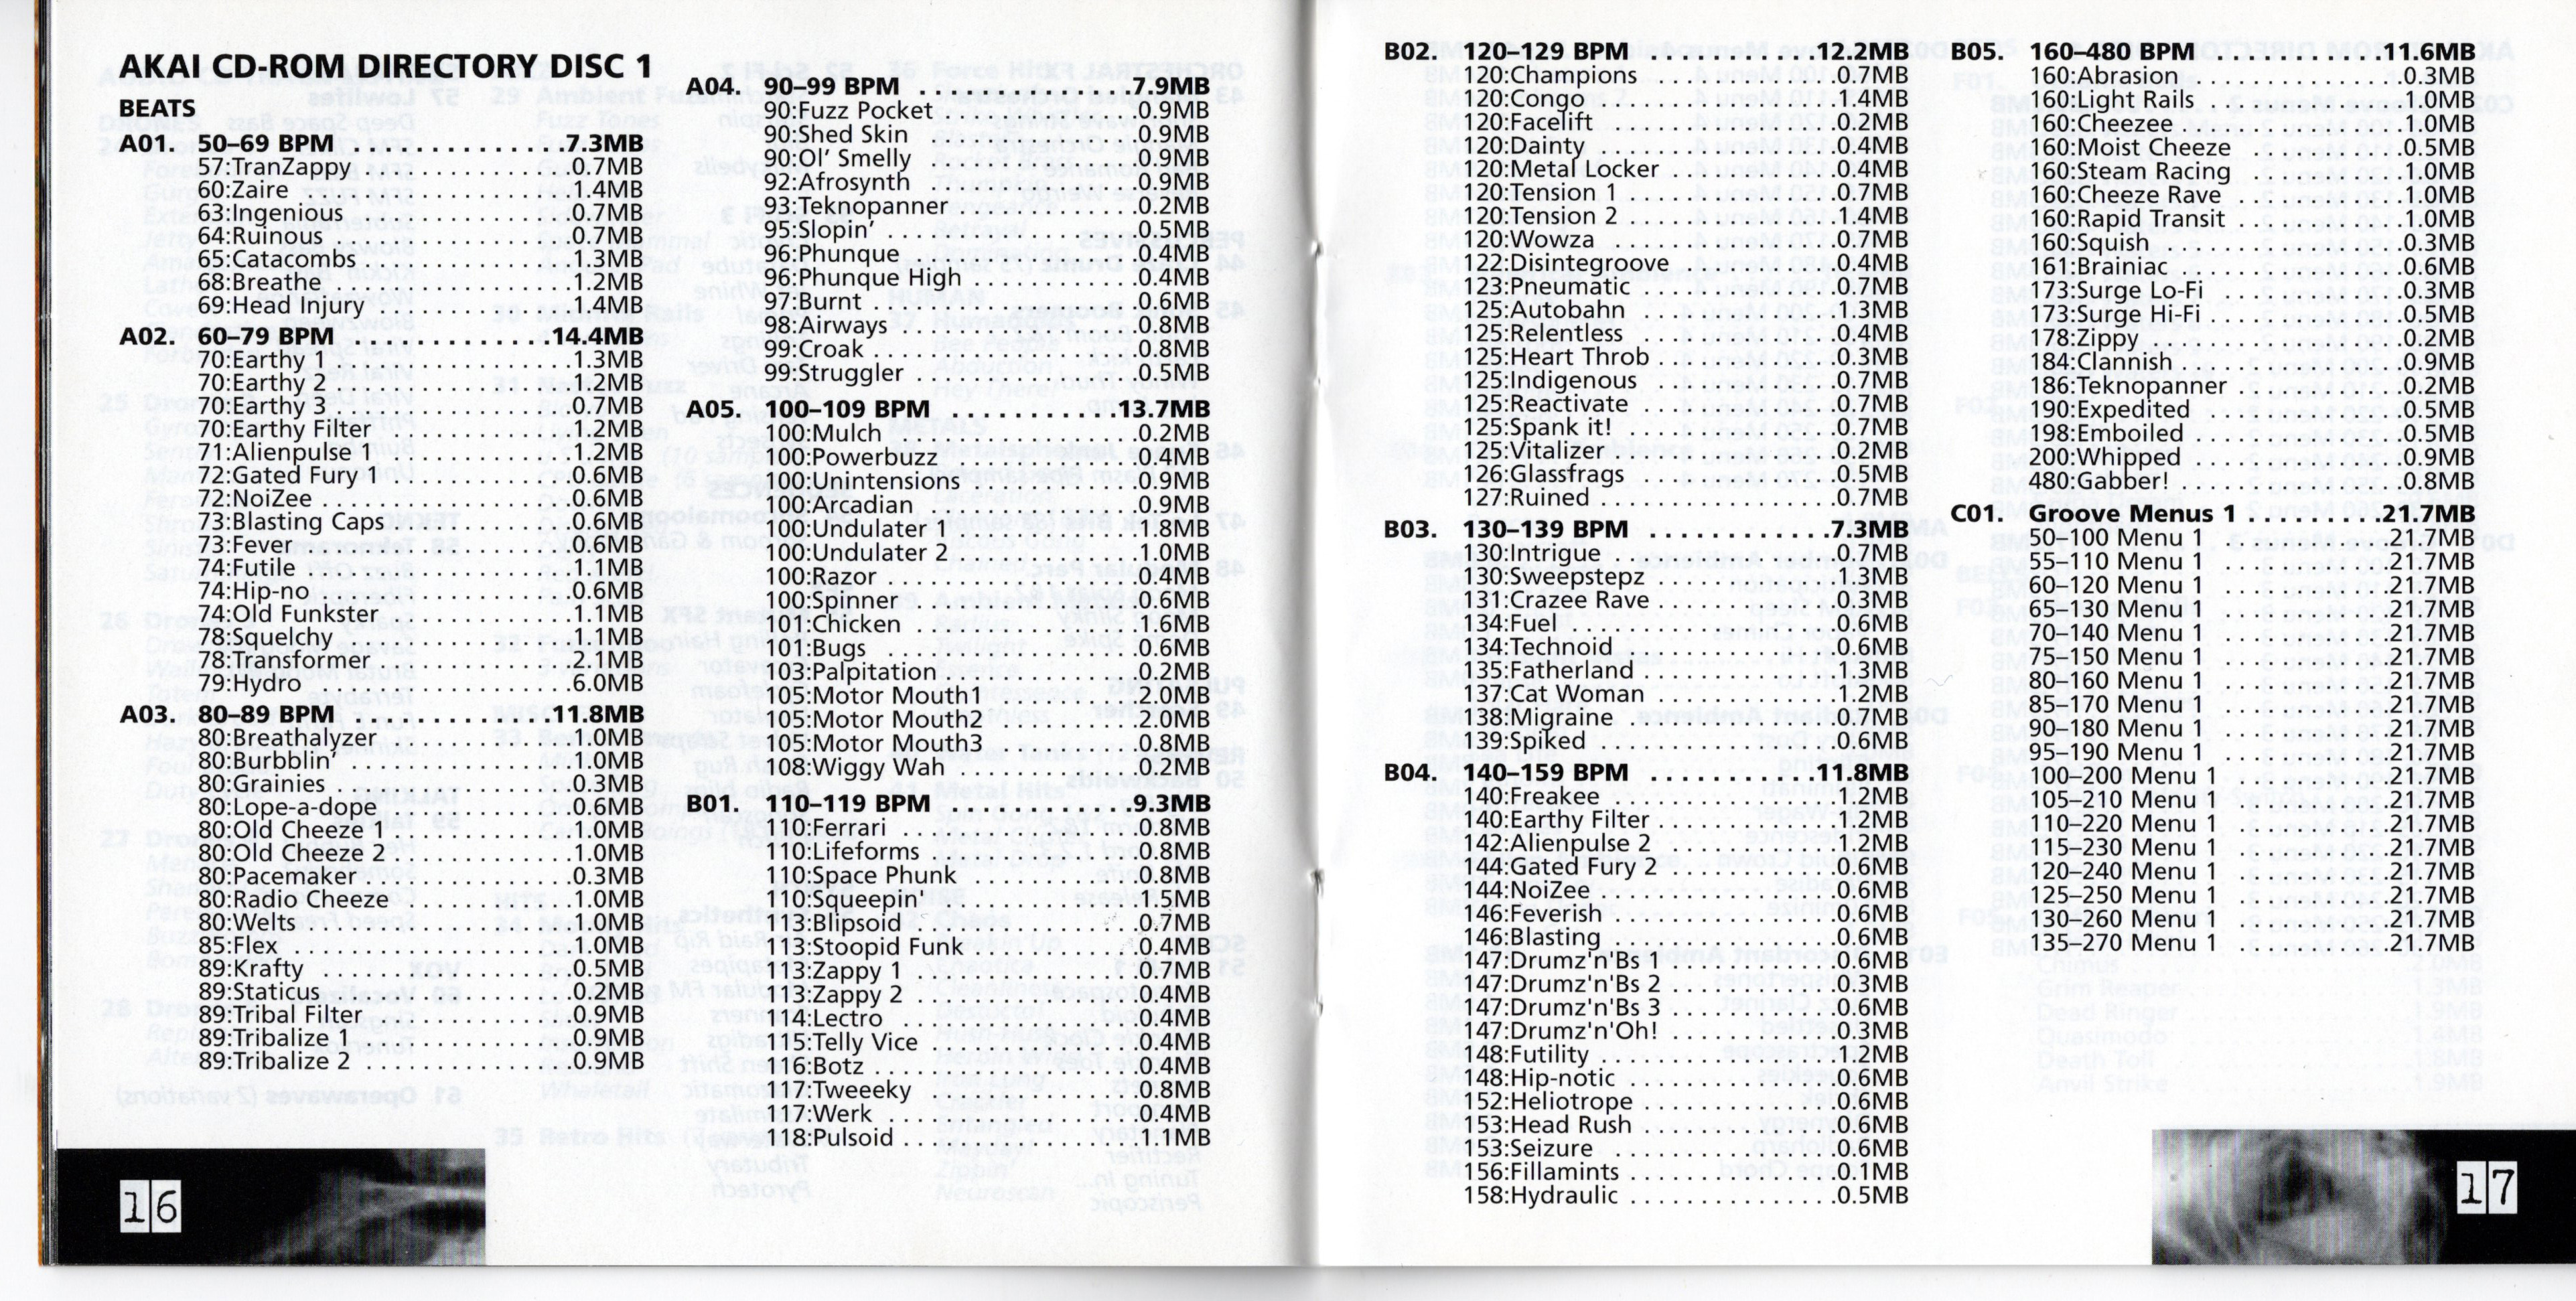 AKAI CD-ROM DIRECTORY DISC 1
BEATS
A01. 50–69 BPM . . . . . . . . . . . . . . . .7.3MB
57:TranZappy . . . . . . . . . . . . . . .0.7MB
60:Zaire . . . . . . . . . . . . . . . . . . . .1.4MB
63:Ingenious . . . . . . . . . . . . . . . .0.7MB
64:Ruinous . . . . . . . . . . . . . . . . .0.7MB
65:Catacombs . . . . . . . . . . . . . . .1.3MB
68:Breathe . . . . . . . . . . . . . . . . .1.2MB
69:Head Injury . . . . . . . . . . . . . .1.4MB
A02. 60–79 BPM . . . . . . . . . . . . . . .14.4MB
70:Earthy 1 . . . . . . . . . . . . . . . . .1.3MB
70:Earthy 2 . . . . . . . . . . . . . . . . .1.3MB
70:Earthy 3 . . . . . . . . . . . . . . . . .0.7MB
70:Earthy Filter . . . . . . . . . . . . . .1.2MB
71:Alienpulse 1 . . . . . . . . . . . . . .1.2MB
72:Gated Fury 1 . . . . . . . . . . . . .0.6MB
72:NoiZee . . . . . . . . . . . . . . . . . .0.6MB
73:Blasting Caps . . . . . . . . . . . . .0.6MB
73:Fever . . . . . . . . . . . . . . . . . . .0.6MB
74:Futile . . . . . . . . . . . . . . . . . . .1.1MB
74:Hip-no . . . . . . . . . . . . . . . . . .0.6MB
74:Old Funkster . . . . . . . . . . . . . .1.1MB
78:Squelchy . . . . . . . . . . . . . . . .1.1MB
78:Transformer . . . . . . . . . . . . . .2.1MB
79:Hydro . . . . . . . . . . . . . . . . . .6.0MB
A03. 80–89 BPM . . . . . . . . . . . . . . .11.8MB
80:Breathalyzer . . . . . . . . . . . . . .1.0MB
80:Burbblin' . . . . . . . . . . . . . . . .1.0MB
80:Grainies . . . . . . . . . . . . . . . . .0.3MB
80:Lope-a-dope . . . . . . . . . . . . .0.6MB
80:Old Cheeze 1 . . . . . . . . . . . . .1.0MB
80:Old Cheeze 2 . . . . . . . . . . . . .1.0MB
80:Pacemaker . . . . . . . . . . . . . . .0.3MB
80:Radio Cheeze . . . . . . . . . . . . .1.0MB
80:Welts . . . . . . . . . . . . . . . . . . .1.0MB
85:Flex . . . . . . . . . . . . . . . . . . . .1.0MB
89:Krafty . . . . . . . . . . . . . . . . . .0.5MB
89:Staticus . . . . . . . . . . . . . . . . .0.2MB
89:Tribal Filter . . . . . . . . . . . . . . .0.9MB
89:Tribalize 1 . . . . . . . . . . . . . . . .0.9MB
89:Tribalize 2 . . . . . . . . . . . . . . . .0.9MB
16
A04. 90–99 BPM . . . . . . . . . . . . . . .7.9MB
90:Fuzz Pocket . . . . . . . . . . . . . .0.9MB
90:Shed Skin . . . . . . . . . . . . . . . .0.9MB
90:Ol' Smelly . . . . . . . . . . . . . . . .0.9MB
92:Afrosynth . . . . . . . . . . . . . . . .0.9MB
93:Teknopanner . . . . . . . . . . . . .0.2MB
95:Slopin' . . . . . . . . . . . . . . . . . .0.5MB
96:Phunque . . . . . . . . . . . . . . . .0.4MB
96:Phunque High . . . . . . . . . . . .0.4MB
97:Burnt . . . . . . . . . . . . . . . . . . .0.6MB
98:Airways . . . . . . . . . . . . . . . . .0.8MB
99:Croak . . . . . . . . . . . . . . . . . . .0.8MB
99:Struggler . . . . . . . . . . . . . . . .0.5MB
A05. 100–109 BPM . . . . . . . . . . . .13.7MB
100:Mulch . . . . . . . . . . . . . . . . . .0.2MB
100:Powerbuzz . . . . . . . . . . . . . .0.4MB
100:Unintensions . . . . . . . . . . . . .0.9MB
100:Arcadian . . . . . . . . . . . . . . . .0.9MB
100:Undulater 1 . . . . . . . . . . . . . .1.8MB
100:Undulater 2 . . . . . . . . . . . . . .1.0MB
100:Razor . . . . . . . . . . . . . . . . . .0.4MB
100:Spinner . . . . . . . . . . . . . . . . .0.6MB
101:Chicken . . . . . . . . . . . . . . . .1.6MB
101:Bugs . . . . . . . . . . . . . . . . . . .0.6MB
103:Palpitation . . . . . . . . . . . . . .0.2MB
105:Motor Mouth1 . . . . . . . . . . .2.0MB
105:Motor Mouth2 . . . . . . . . . . .2.0MB
105:Motor Mouth3 . . . . . . . . . . .0.8MB
108:Wiggy Wah . . . . . . . . . . . . .0.5MB
B01. 110–119 BPM . . . . . . . . . . . . .9.3MB
110:Ferrari . . . . . . . . . . . . . . . . . .0.8MB
110:Lifeforms . . . . . . . . . . . . . . .0.8MB
110:Space Phunk . . . . . . . . . . . . .0.8MB
110:Squeepin' . . . . . . . . . . . . . . .1.5MB
113:Blipsoid . . . . . . . . . . . . . . . . .0.7MB
113:Stoopid Fun . . . . . . . . . . . . . .0.4MB
113:Zappy 1 . . . . . . . . . . . . . . . . .0.7MB
113:Zappy 2 . . . . . . . . . . . . . . . . .0.4MB
114:Lectro . . . . . . . . . . . . . . . . . .0.4MB
115:Telly Vice . . . . . . . . . . . . . . . .0.4MB
116:Botz . . . . . . . . . . . . . . . . . . .0.4MB
117:Tweeeky . . . . . . . . . . . . . . . .0.8MB
117:Werk . . . . . . . . . . . . . . . . . . .0.4MB
118:Pulsoid . . . . . . . . . . . . . . . . .1.1MB
B02. 120–129 BPM . . . . . . . . . . . .12.2MB
120:Champions . . . . . . . . . . . . . .0.7MB
120:Congo . . . . . . . . . . . . . . . . .1.4MB
120:Facelift . . . . . . . . . . . . . . . . .0.2MB
120:Dainty . . . . . . . . . . . . . . . . . .0.4MB
120:Metal Locker . . . . . . . . . . . . .0.4MB
120:Tension 1 . . . . . . . . . . . . . . .0.7MB
120:Tension 2 . . . . . . . . . . . . . . .1.4MB
120:Wowza . . . . . . . . . . . . . . . . .0.7MB
122:Disintegroove . . . . . . . . . . . .0.4MB
123:Pneumatic . . . . . . . . . . . . . .0.7MB
125:Autobahn . . . . . . . . . . . . . . .1.3MB
125:Relentless . . . . . . . . . . . . . . .0.4MB
125:Heart Throb . . . . . . . . . . . . .0.3MB
125:Indigenous . . . . . . . . . . . . . .0.7MB
125:Reactivate . . . . . . . . . . . . . .0.7MB
125:Spank it! . . . . . . . . . . . . . . . .0.7MB
125:Vitalizer . . . . . . . . . . . . . . . . .0.2MB
126:Glassfrags . . . . . . . . . . . . . . .0.5MB
127:Ruined . . . . . . . . . . . . . . . . .0.7MB
B03. 130–139 BPM . . . . . . . . . . . . .7.3MB
130:Intrigue . . . . . . . . . . . . . . . . .0.7MB
130:Sweepstepz . . . . . . . . . . . . .1.3MB
131:Crazee Rave . . . . . . . . . . . . .0.3MB
134:Fuel . . . . . . . . . . . . . . . . . . . .0.6MB
134:Technoid . . . . . . . . . . . . . . . .0.6MB
135:Etherland . . . . . . . . . . . . . . .1.3MB
137:Cat Woman . . . . . . . . . . . . . .1.2MB
138:Migraine . . . . . . . . . . . . . . . .0.7MB
139:Spiked . . . . . . . . . . . . . . . . . .0.6MB
B04. 140–159 BPM . . . . . . . . . . . .11.8MB
140:Freakee . . . . . . . . . . . . . . . . .1.2MB
140:Earthy Filter . . . . . . . . . . . . . .1.2MB
142:Alienpulse 2 . . . . . . . . . . . . . .1.2MB
144:Gated Fury 2 . . . . . . . . . . . . .0.6MB
144:NoiZee . . . . . . . . . . . . . . . . .0.6MB
146:Feverish . . . . . . . . . . . . . . . .0.6MB
146:Blasting . . . . . . . . . . . . . . . . .0.6MB
147:Drumz'n'Bs 1 . . . . . . . . . . . . .0.6MB
147:Drumz'n'Bs 2 . . . . . . . . . . . . .0.3MB
147:Drumz'n'Bs 3 . . . . . . . . . . . . .0.6MB
147:Drumz'n'Oh! . . . . . . . . . . . . .0.3MB
148:Futility . . . . . . . . . . . . . . . . . .1.2MB
148:Hip-notic . . . . . . . . . . . . . . . .0.6MB
152:Heliotrope . . . . . . . . . . . . . . .0.6MB
153:Head Rush . . . . . . . . . . . . . . .0.6MB
153:Seizure . . . . . . . . . . . . . . . . .0.6MB
156:Fillamints . . . . . . . . . . . . . . . .0.1MB
158:Hydraulic . . . . . . . . . . . . . . . .0.5MB
B05. 160–480 BPM . . . . . . . . . . . .11.6MB
160:Abrasion . . . . . . . . . . . . . . . .0.3MB
160:Light Rails . . . . . . . . . . . . . . .1.0MB
160:Cheezee . . . . . . . . . . . . . . . .1.0MB
160:Moist Cheeze . . . . . . . . . . . .0.5MB
160:Steam Racing . . . . . . . . . . . .1.0MB
160:Cheeze Rave . . . . . . . . . . . . .1.0MB
160:Rapid Transit . . . . . . . . . . . . .1.0MB
160:Squish . . . . . . . . . . . . . . . . . .0.3MB
161:Brainiac . . . . . . . . . . . . . . . . .0.6MB
173:Surge Lo-Fi . . . . . . . . . . . . . .0.3MB
173:Surge Hi-Fi . . . . . . . . . . . . . .0.5MB
178:Zippy . . . . . . . . . . . . . . . . . . .0.2MB
184:Clannish . . . . . . . . . . . . . . . .0.9MB
186:Teknopanner . . . . . . . . . . . . .0.2MB
190:Expedited . . . . . . . . . . . . . . .0.5MB
198:Emboiled . . . . . . . . . . . . . . .0.5MB
200:Whipped . . . . . . . . . . . . . . .0.9MB
480:Gabber! . . . . . . . . . . . . . . . .0.8MB
C01. Groove Menus 1 . . . . . . . . . .21.7MB
50–100 Menu 1 . . . . . . . . . . .21.7MB
55–110 Menu 1 . . . . . . . . . . .21.7MB
60–120 Menu 1 . . . . . . . . . . .21.7MB
65–130 Menu 1 . . . . . . . . . . .21.7MB
70–140 Menu 1 . . . . . . . . . . .21.7MB
75–150 Menu 1 . . . . . . . . . . .21.7MB
80–160 Menu 1 . . . . . . . . . . .21.7MB
85–170 Menu 1 . . . . . . . . . . .21.7MB
90–180 Menu 1 . . . . . . . . . . .21.7MB
95–190 Menu 1 . . . . . . . . . . .21.7MB
100–200 Menu 1 . . . . . . . . . .21.7MB
105–210 Menu 1 . . . . . . . . . .21.7MB
110–220 Menu 1 . . . . . . . . . .21.7MB
115–230 Menu 1 . . . . . . . . . .21.7MB
120–240 Menu 1 . . . . . . . . . .21.7MB
125–250 Menu 1 . . . . . . . . . .21.7MB
130–260 Menu 1 . . . . . . . . . .21.7MB
135–270 Menu 1 . . . . . . . . . .21.7MB
17